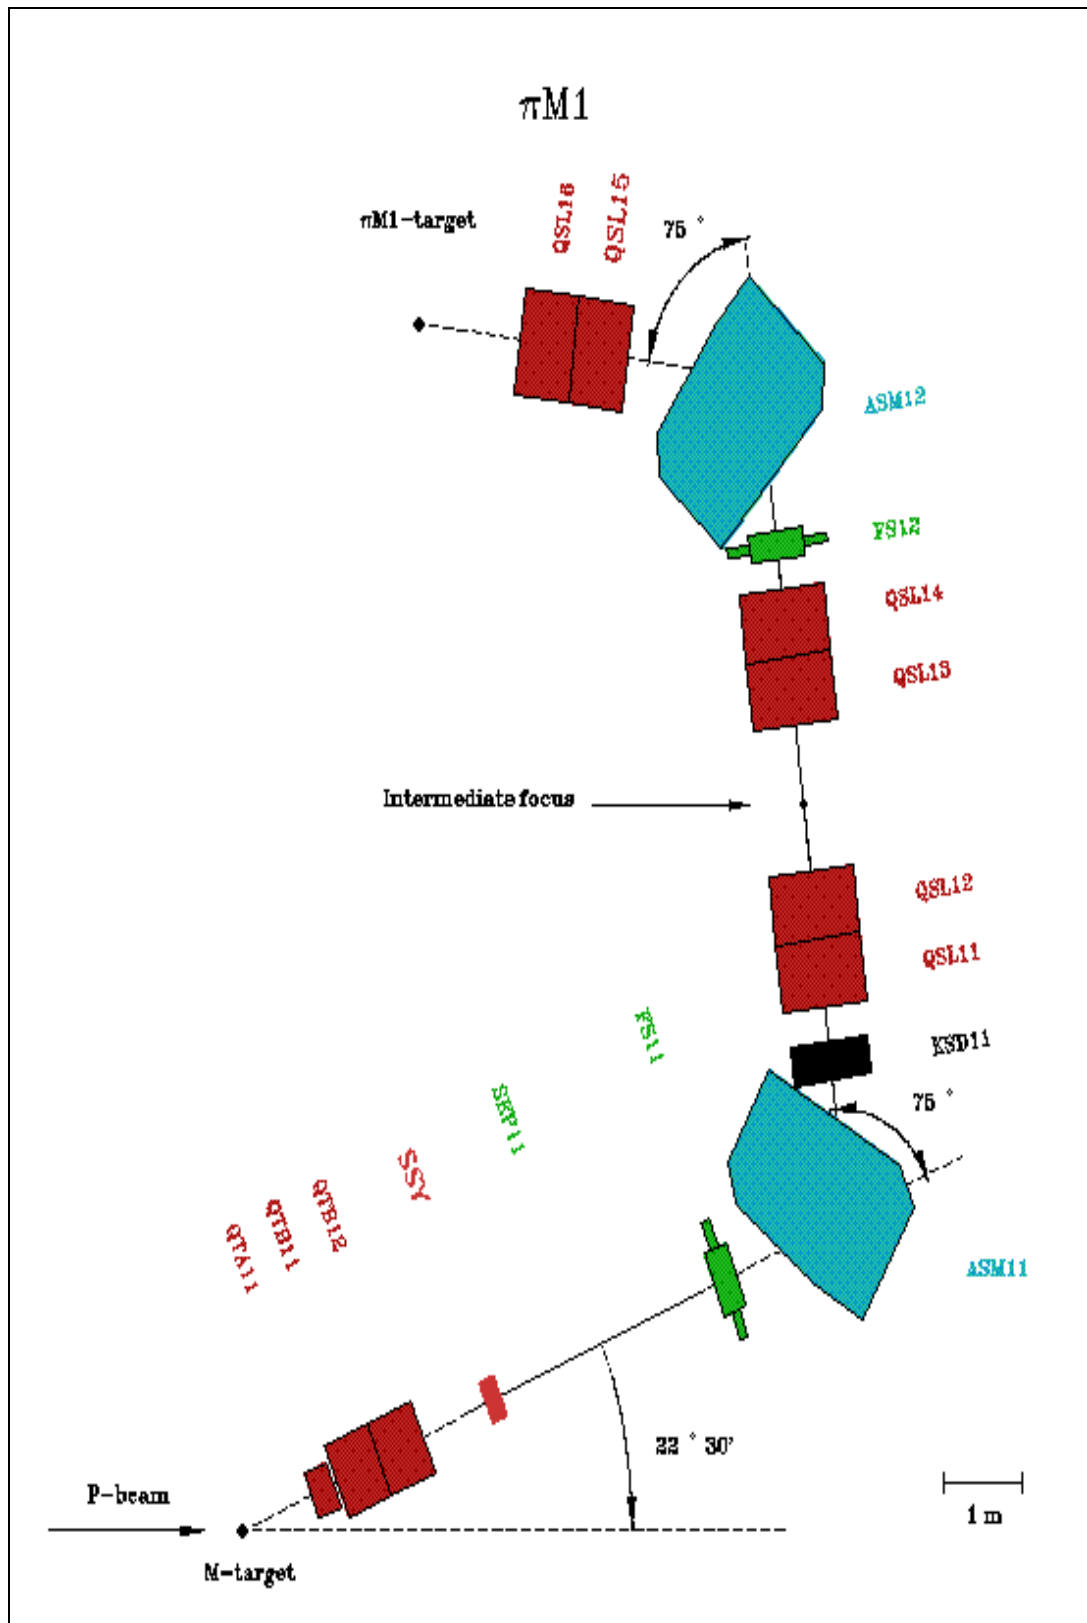 πM1
πM1-target
QSL16
QSL15
75 °
ASM12
FS12
QSL14
QSL13
Intermediate focus
QSL12
QSL11
KSD11
75 °
FS11
SEP11
SSY
QTB12
QTB11
QTA11
ASM11
22 ° 30'
P-beam
M-target
1 m